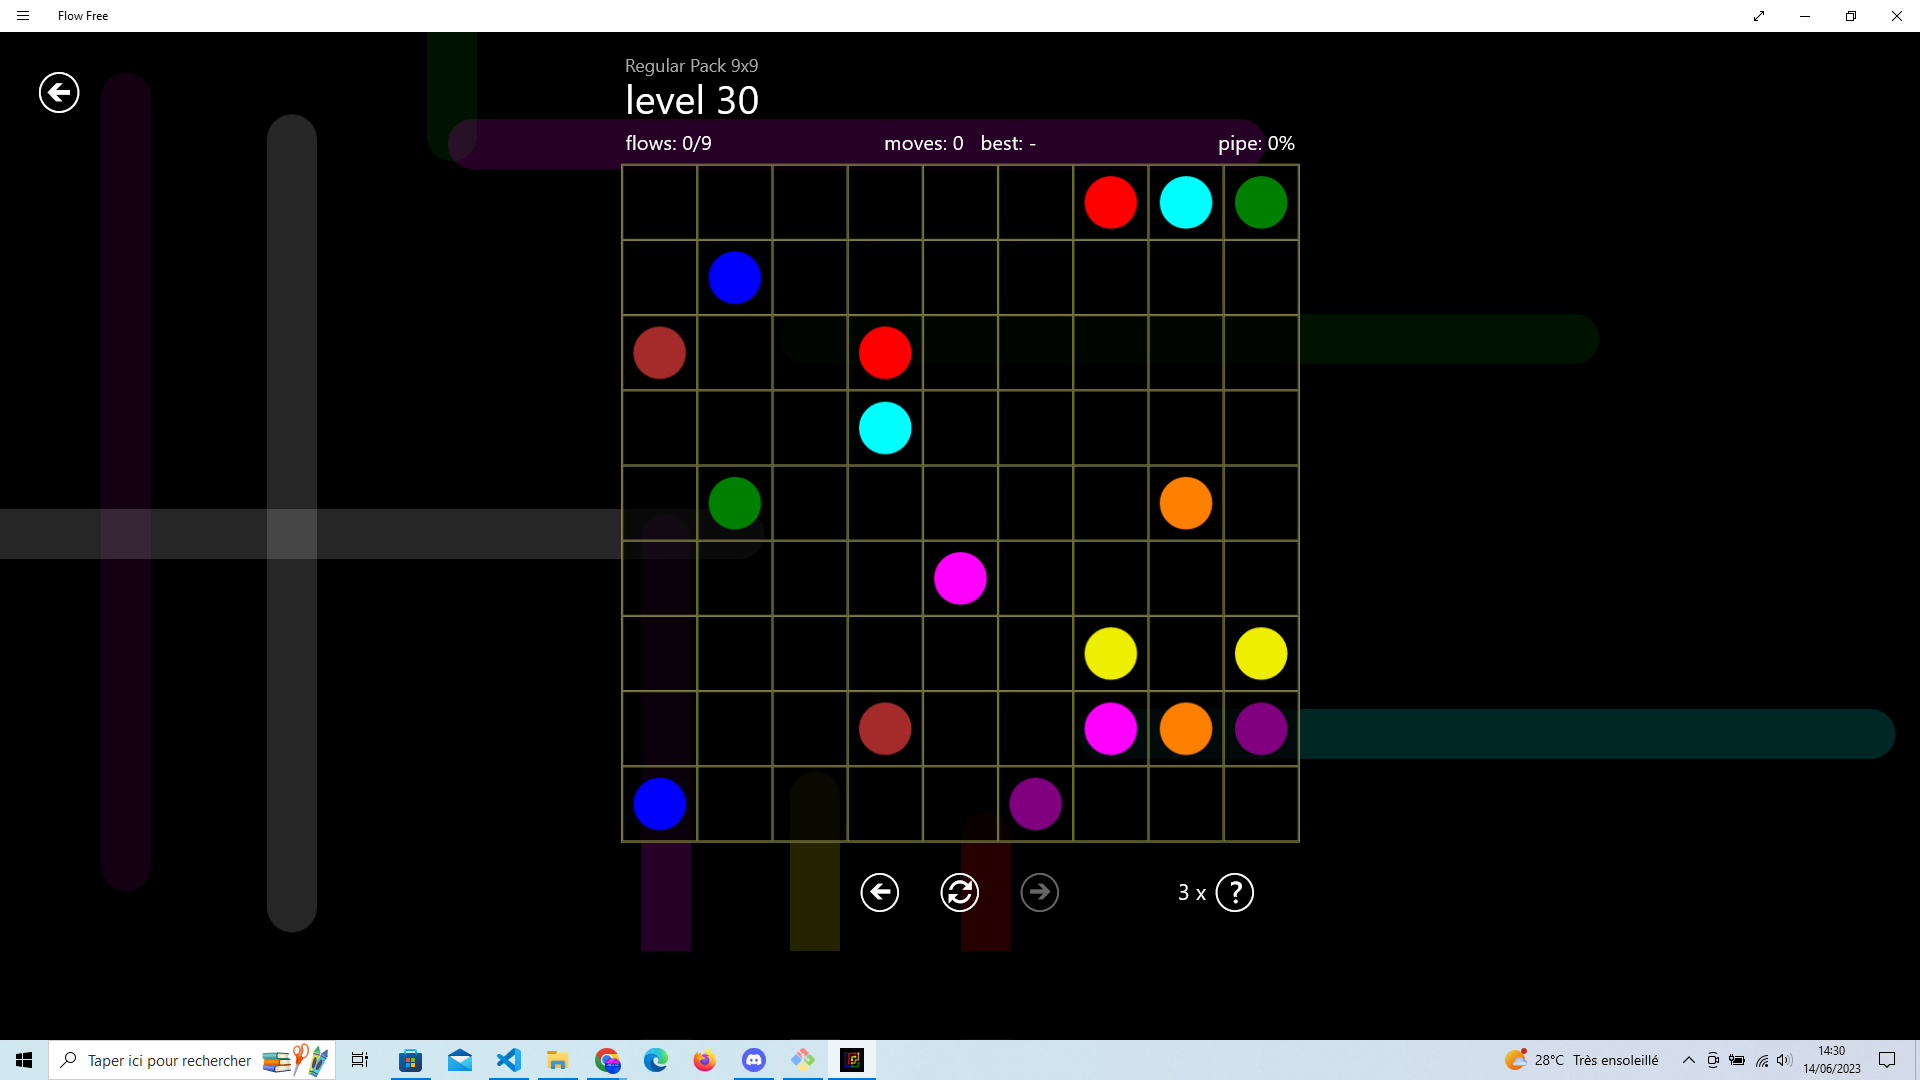 Flow Free
Regular Pack 9x9
level 30
flows: 0/9 moves: 0 best: - pipe: 0%
3 x ?
Taper ici pour rechercher
28°C Très ensoleillé
14:30
14/06/2023